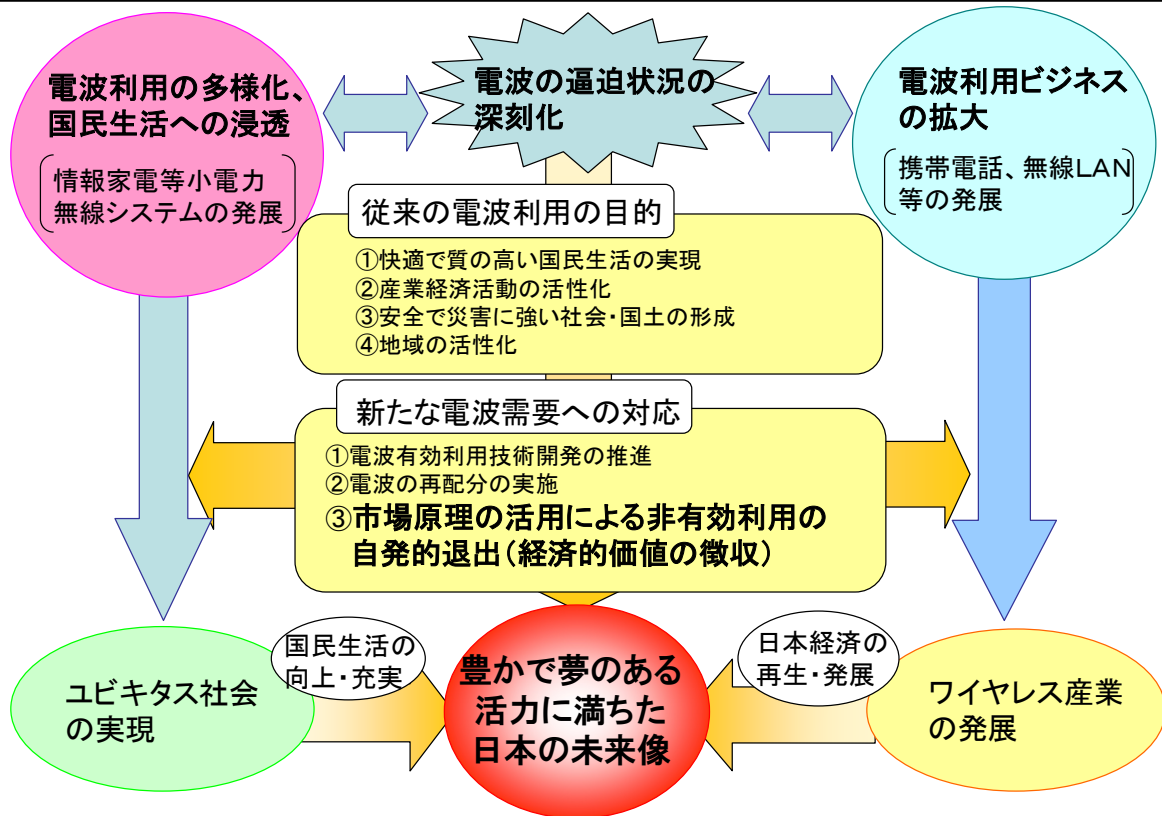 電波利用の多様化、
国民生活への浸透
情報家電等小電力
無線システムの発展
電波の逼迫状況の
深刻化
電波利用ビジネス
の拡大
携帯電話、無線LAN
等の発展
従来の電波利用の目的
①快適で質の高い国民生活の実現
②産業経済活動の活性化
③安全で災害に強い社会・国土の形成
④地域の活性化
新たな電波需要への対応
①電波有効利用技術開発の推進
②電波の再配分の実施
③市場原理の活用による非有効利用の
自発的退出（経済的価値の徴収）
ユビキタス社会
の実現
国民生活の
向上・充実
豊かで夢のある
活力に満ちた
日本の未来像
日本経済の
再生・発展
ワイヤレス産業
の発展